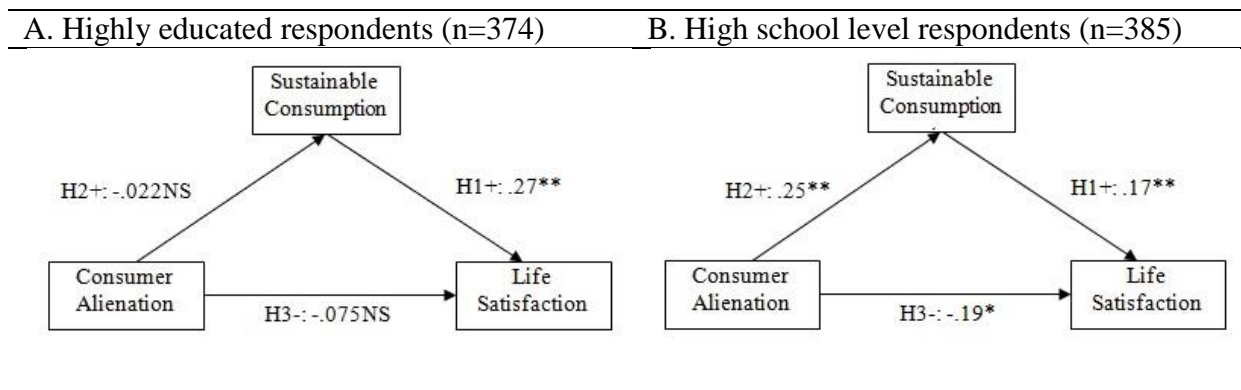 A. Highly educated respondents (n=374)
B. High school level respondents (n=385)
Sustainable
Consumption
H2+: -.022NS
H1+: .27**
Consumer
Alienation
Life
Satisfaction
H3-: -.075NS
Sustainable
Consumption
H2+: .25**
H1+: .17**
Consumer
Alienation
Life
Satisfaction
H3-: -.19*